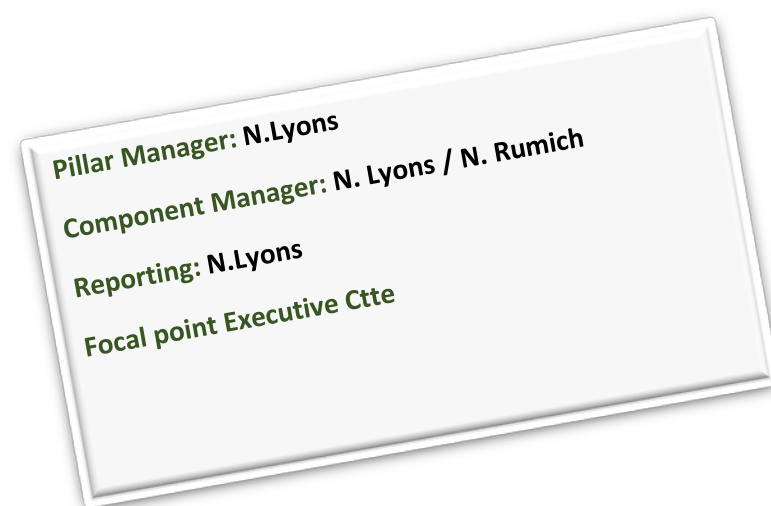 Pillar Manager: N.Lyons
Component Manager: N. Lyons / N. Rumich
Reporting: N.Lyons
Focal point Executive Ctte